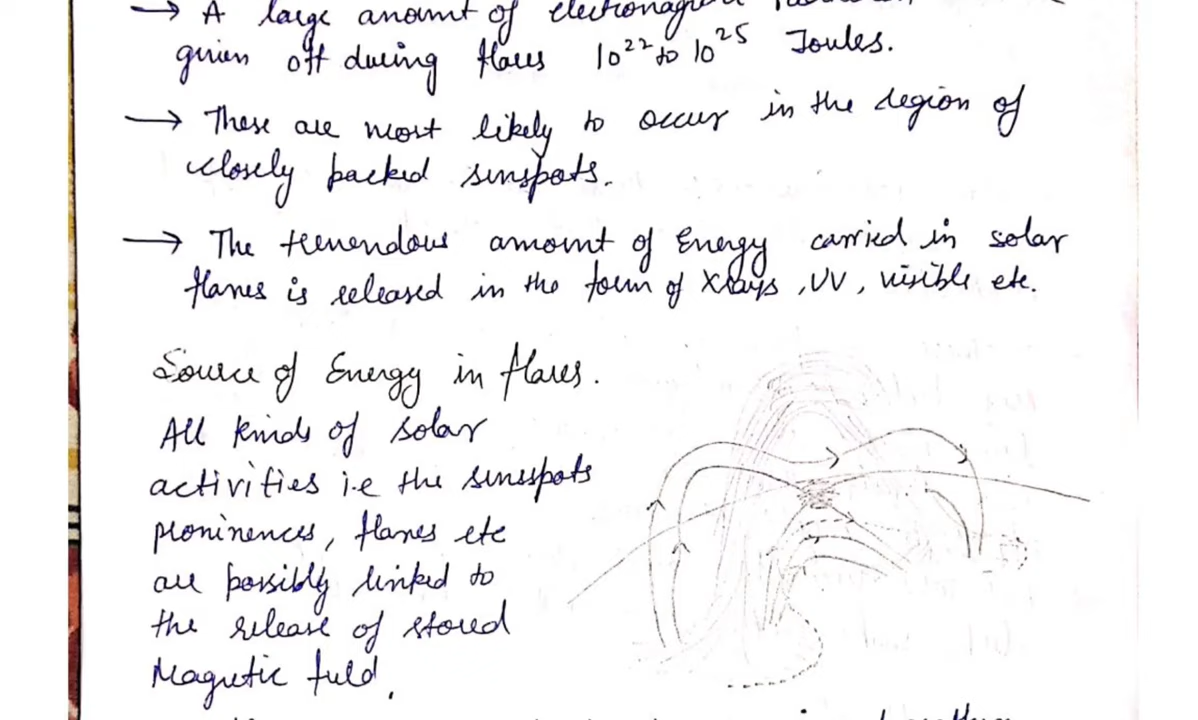 → A large amount of electromagnetic
given off during flares 10²² to 10²⁵ Joules.
→ These are most likely to occur in the region of
closely packed sunspots.
→ The tremendous amount of Energy carried in solar
flares is released in the form of X rays, UV, visible etc.
Source of Energy in flares.
All kinds of solar
activities i.e the sunspots
prominences, flares etc
are possibly linked to
the release of stored
Magnetic field.